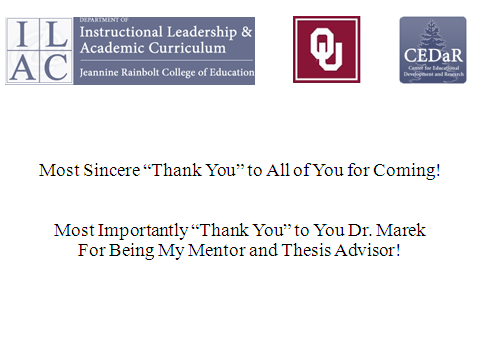 I L
A C
DEPARTMENT OF
Instructional Leadership &
Academic Curriculum
Jeannine Rainbolt College of Education
OU
CEDaR
Center for Educational
Development and Research
Most Sincere “Thank You” to All of You for Coming!
Most Importantly “Thank You” to You Dr. Marek
For Being My Mentor and Thesis Advisor!